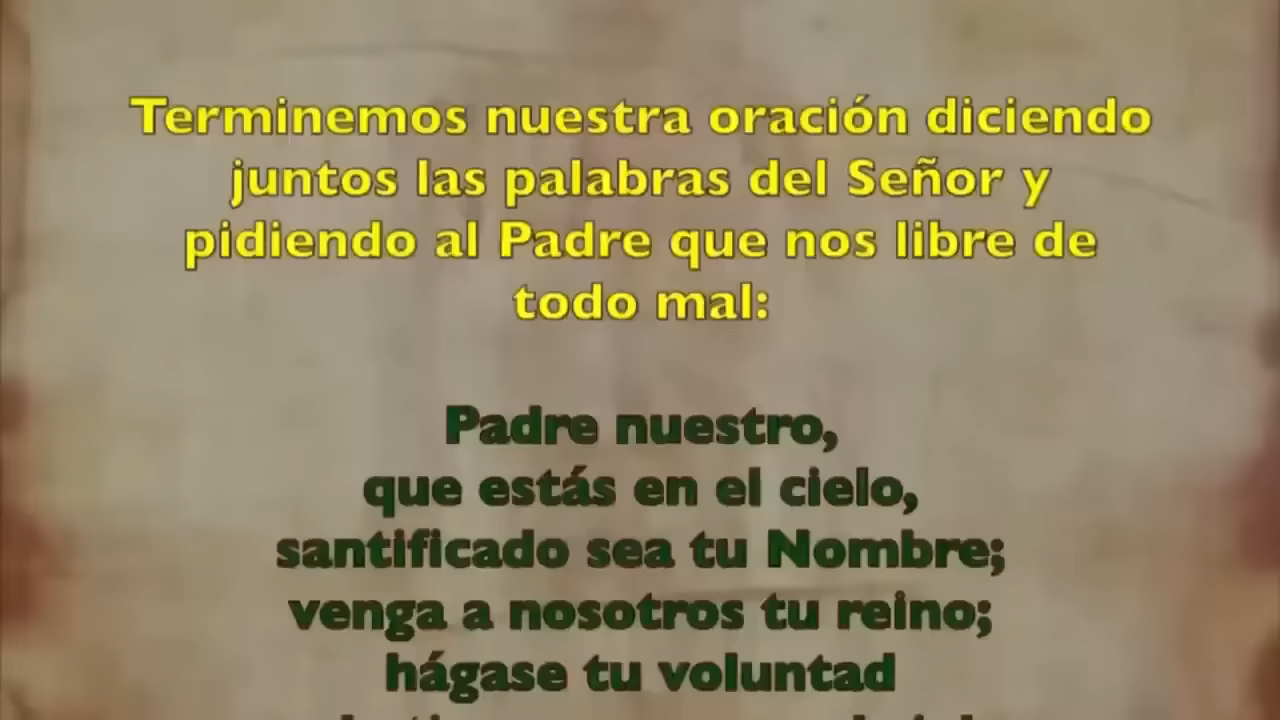 Terminemos nuestra oración diciendo
juntos las palabras del Señor y
pidiendo al Padre que nos libre de
todo mal:
Padre nuestro,
que estás en el cielo,
santificado sea tu Nombre;
venga a nosotros tu reino;
hágase tu voluntad